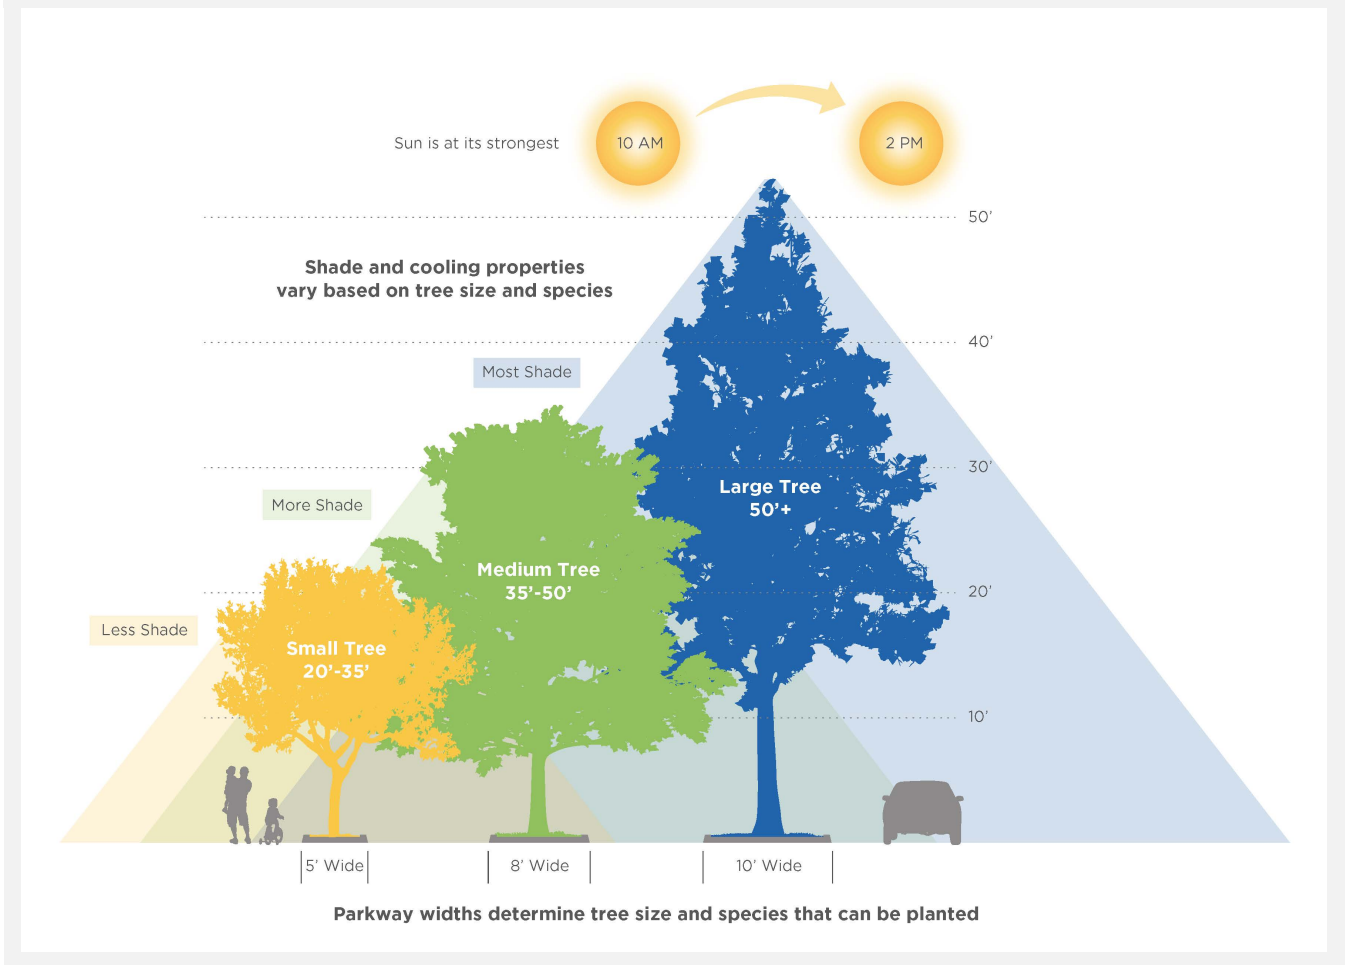 Sun is at its strongest
10 AM
2 PM
50’
Shade and cooling properties
vary based on tree size and species
40’
Most Shade
30’
Large Tree
50’+
More Shade
Medium Tree
35’-50’
20’
Less Shade
Small Tree
20’-35’
10’
5’ Wide
8’ Wide
10’ Wide
Parkway widths determine tree size and species that can be planted